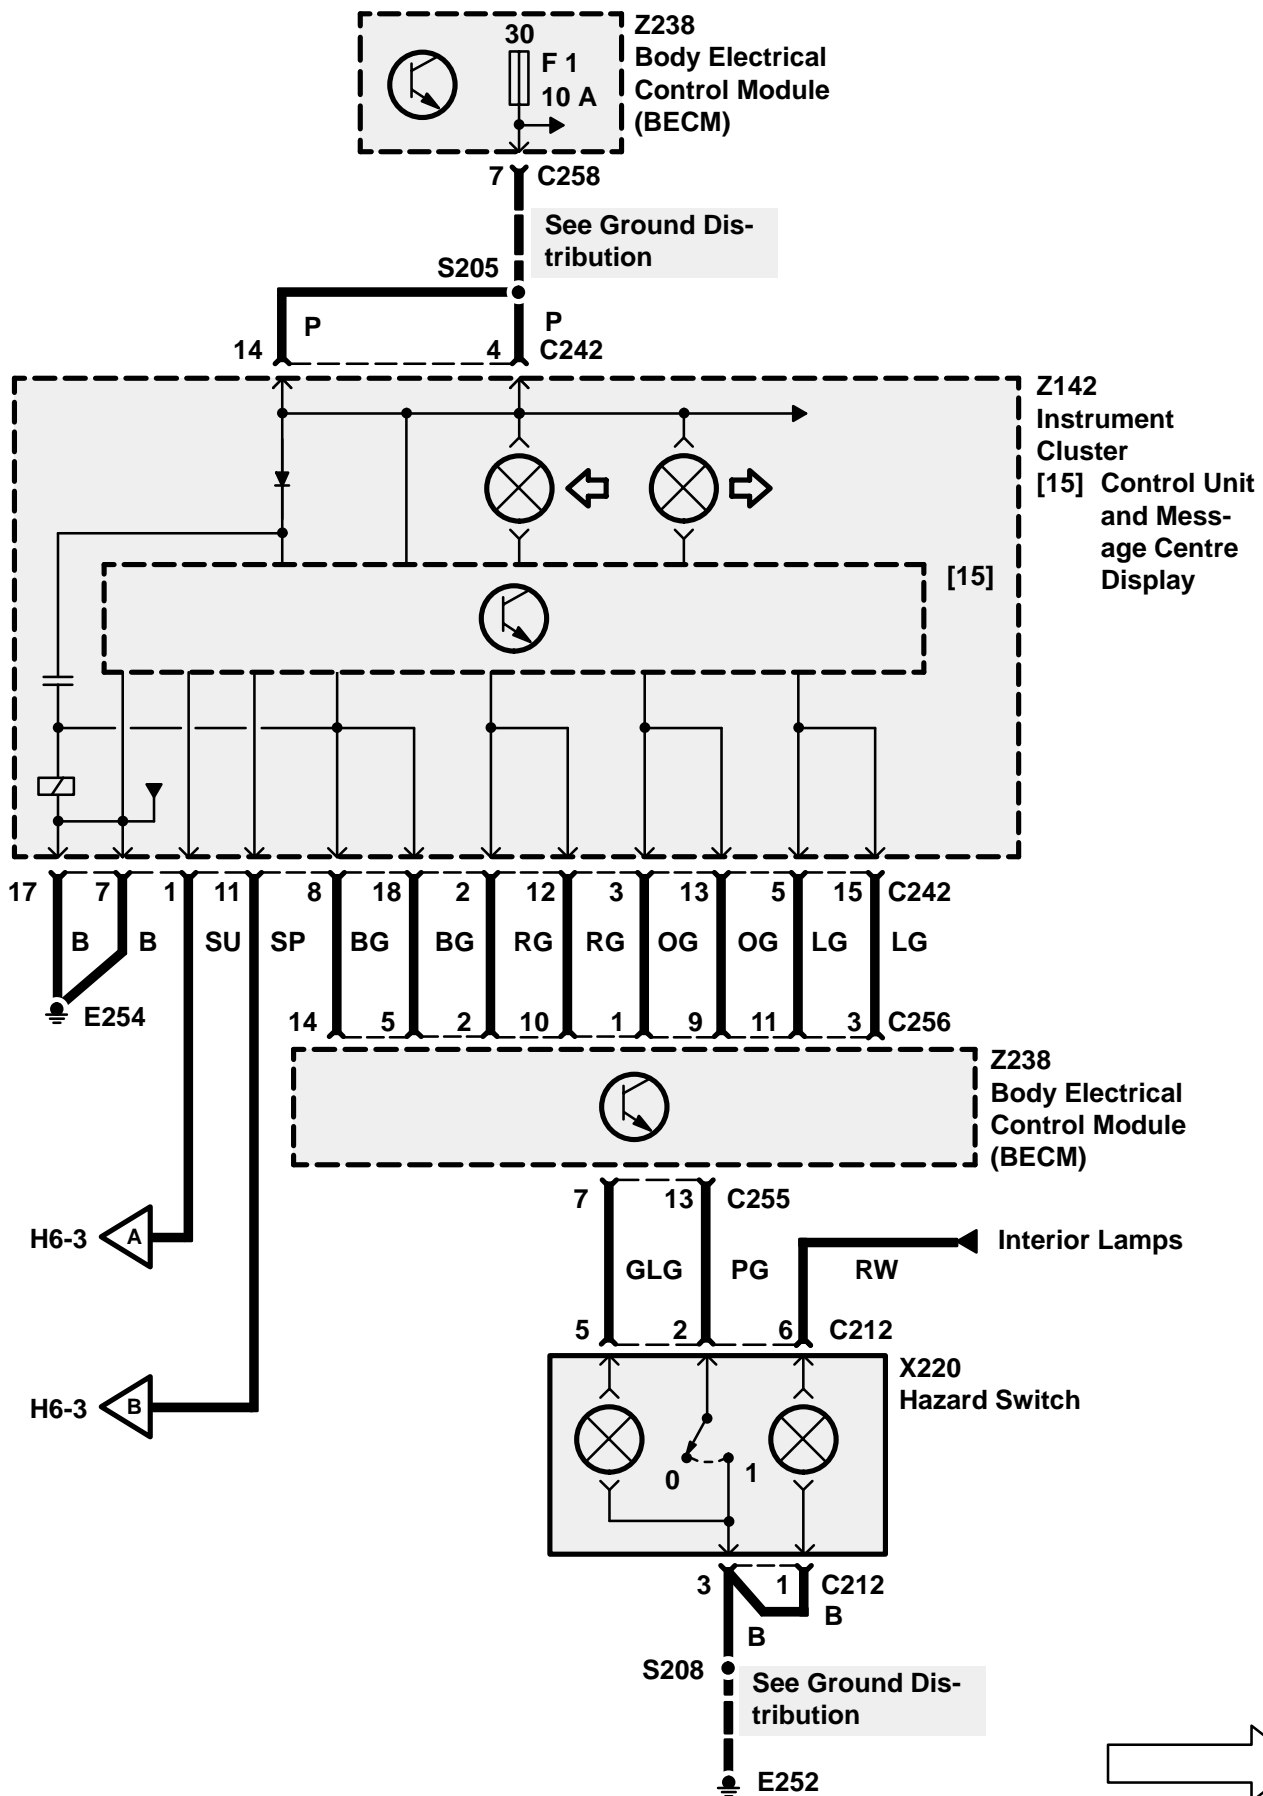 Z238
30
Body Electrical
F 1
Control Module
10 A
(BECM)
7 C258
See Ground Dis-
tribution
S205
P P
14 4 C242
Z142
Instrument
Cluster
[15] Control Unit
and Mess-
age Centre
Display
[15]
17 7 1 11 8 18 2 12 3 13 5 15 C242
B B SU SP BG BG RG RG OG OG LG LG
E254
14 5 2 10 1 9 11 3 C256
Z238
Body Electrical
Control Module
(BECM)
7 13 C255
H6-3 A
Interior Lamps
GLG PG RW
5 2 6 C212
X220
Hazard Switch
H6-3 B
0 1
3 1 C212
B
B
S208
See Ground Dis-
tribution
E252